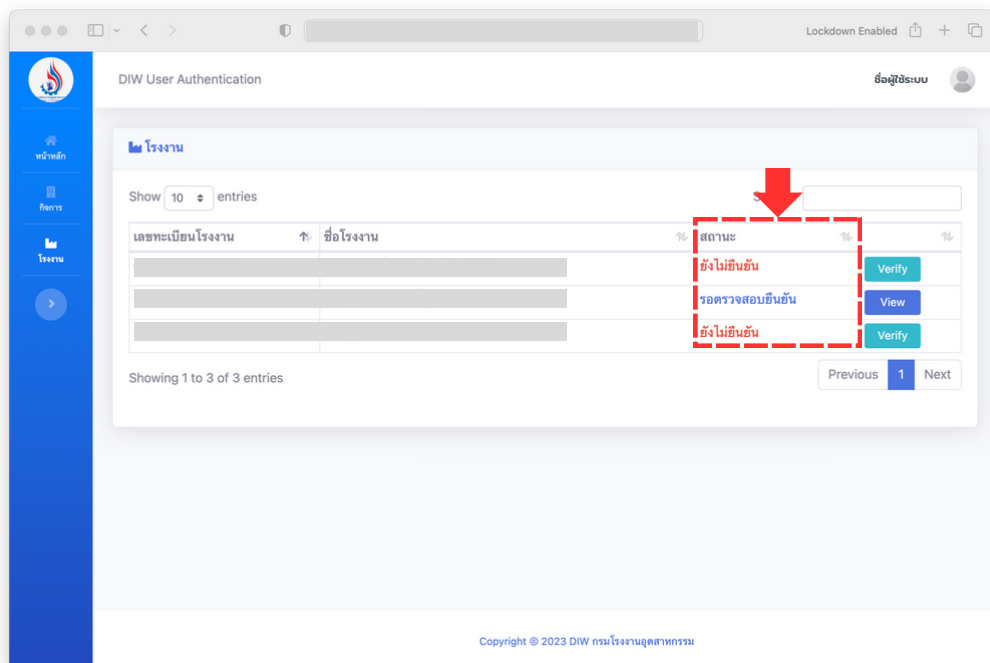 Lockdown Enabled
DIW User Authentication
ชื่อผู้ใช้ระบบ
หน้าหลัก
กิจการ
โรงงาน
โรงงาน
Show 10 entries
เลขทะเบียนโรงงาน ชื่อโรงงาน สถานะ
ยังไม่ยืนยัน Verify
รอตรวจสอบยืนยัน View
ยังไม่ยืนยัน Verify
Showing 1 to 3 of 3 entries
Previous 1 Next
Copyright © 2023 DIW กรมโรงงานอุตสาหกรรม